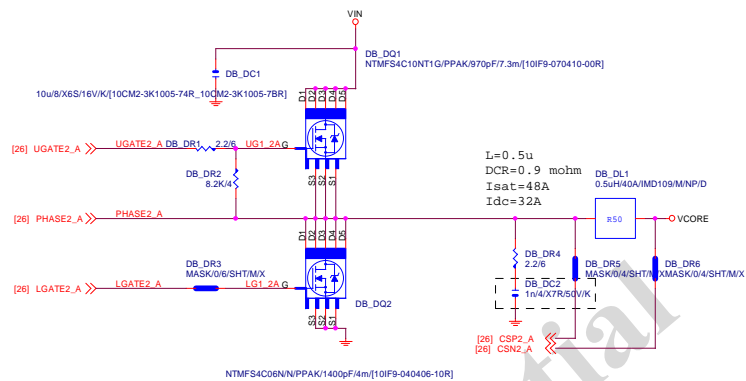 VIN
DB_DQ1
NTMFS4C10NT1G/PPAK/970pF/7.3m/[10IF9-070410-00R]
DB_DC1
10u/8/X6S/16V/K/[10CM2-3K1005-74R_10CM2-3K1005-7BR]
D1
D2
D3
D4
D5
[26] UGATE2_A
UGATE2_A
DB_DR1
2.2/6
UG1_2A
G
DB_DR2
8.2K/4
S3
S2
S1
L=0.5u
DCR=0.9 mohm
Isat=48A
Idc=32A
DB_DL1
0.5uH/40A/IMD109/M/NP/D
R50
VCORE
[26] PHASE2_A
PHASE2_A
D1
D2
D3
D4
D5
DB_DR3
MASK/0/6/SHT/M/X
[26] LGATE2_A
LGATE2_A
LG1_2A
G
DB_DQ2
S3
S2
S1
DB_DR4
2.2/6
DB_DC2
1n/4/X7R/50V/K
DB_DR5
MASK/0/4/SHT/M/X
DB_DR6
MASK/0/4/SHT/M/X
[26] CSP2_A
[26] CSN2_A
NTMFS4C06N/N/PPAK/1400pF/4m/[10IF9-040406-10R]
tial